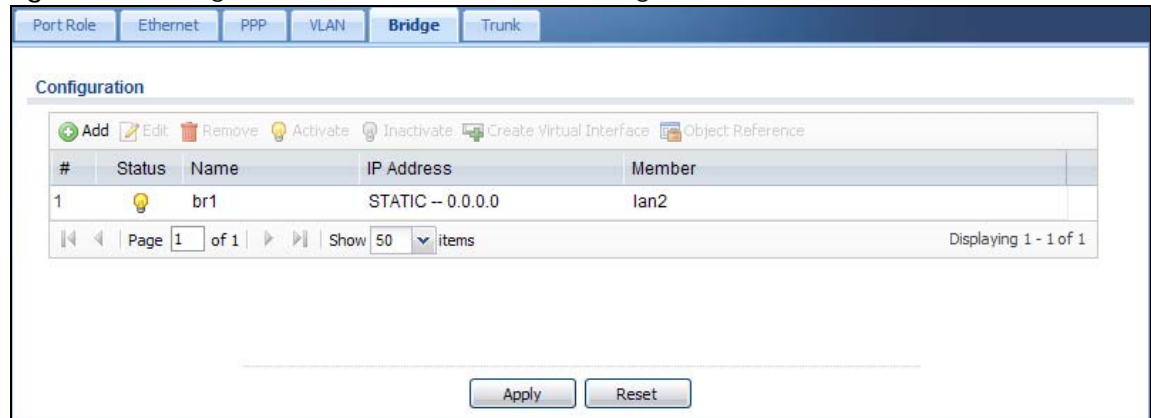 Port Role Ethernet PPP VLAN Bridge Trunk
Configuration
Add Edit Remove Activate Inactivate Create Virtual Interface Object Reference
# Status Name IP Address Member
1 br1 STATIC -- 0.0.0.0 lan2
Page 1 of 1 Show 50 items Displaying 1 - 1 of 1
Apply Reset